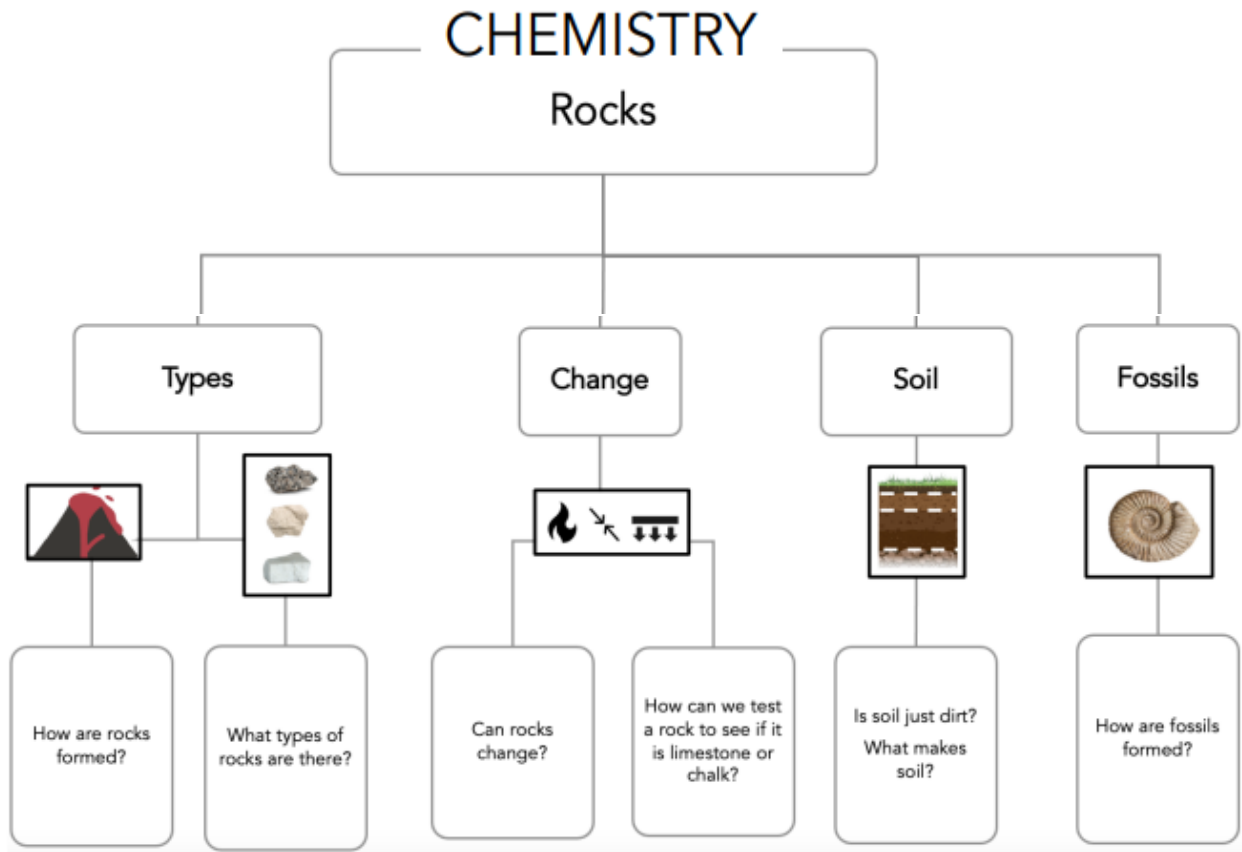 CHEMISTRY
Rocks
Types
Change
Soil
Fossils
How are rocks
formed?
What types of
rocks are there?
Can rocks
change?
How can we test
a rock to see if it
is limestone or
chalk?
Is soil just dirt?
What makes
soil?
How are fossils
formed?